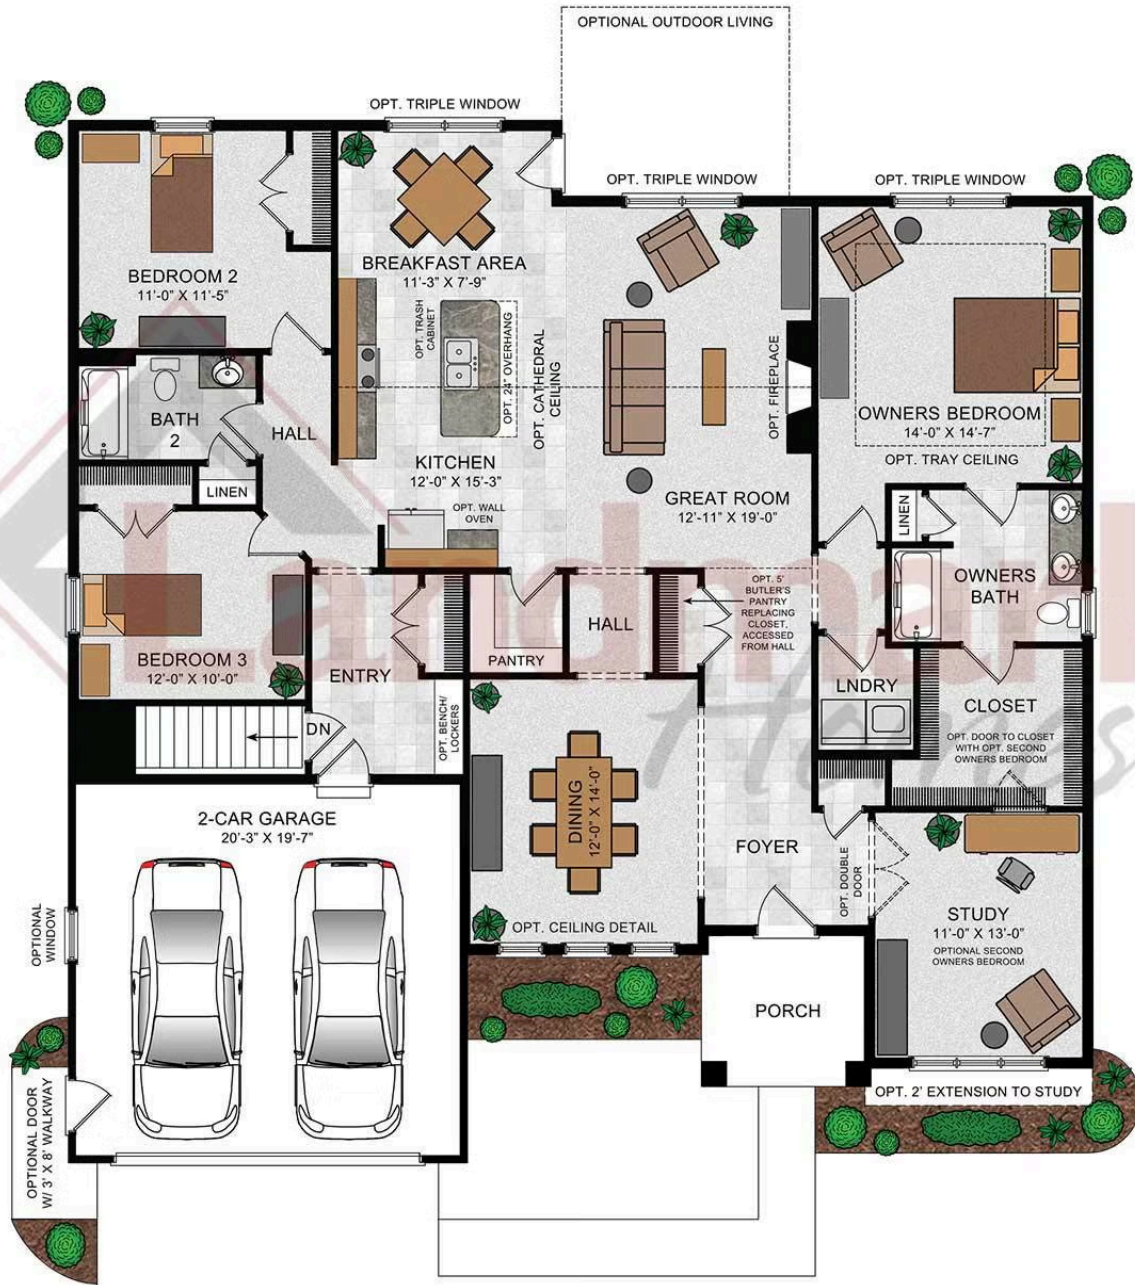 OPTIONAL OUTDOOR LIVING
OPT. TRIPLE WINDOW
OPT. TRIPLE WINDOW
OPT. TRIPLE WINDOW
BEDROOM 2
11'-0" X 11'-5"
BREAKFAST AREA
11'-3" X 7'-9"
OPT. TRASH
CABINET
OPT. 24" OVERHANG
OPT. CATHEDRAL
CEILING
OPT. FIREPLACE
OWNERS BEDROOM
14'-0" X 14'-7"
OPT. TRAY CEILING
BATH
2
HALL
LINEN
KITCHEN
12'-0" X 15'-3"
OPT. WALL
OVEN
GREAT ROOM
12'-11" X 19'-0"
LINEN
OWNERS
BATH
OPT. 5'
BUTLER'S
PANTRY
REPLACING
CLOSET,
ACCESSED
FROM HALL
HALL
PANTRY
BEDROOM 3
12'-0" X 10'-0"
ENTRY
OPT. BENCH/
LOCKERS
DN
LNDRY
CLOSET
OPT. DOOR TO CLOSET
WITH OPT. SECOND
OWNERS BEDROOM
Landmark
Homes
2-CAR GARAGE
20'-3" X 19'-7"
DINING
12'-0" X 14'-0"
OPT. CEILING DETAIL
FOYER
OPT. DOUBLE
DOOR
STUDY
11'-0" X 13'-0"
OPTIONAL SECOND
OWNERS BEDROOM
OPTIONAL
WINDOW
PORCH
OPT. 2' EXTENSION TO STUDY
OPTIONAL DOOR
W/ 3' X 8' WALKWAY